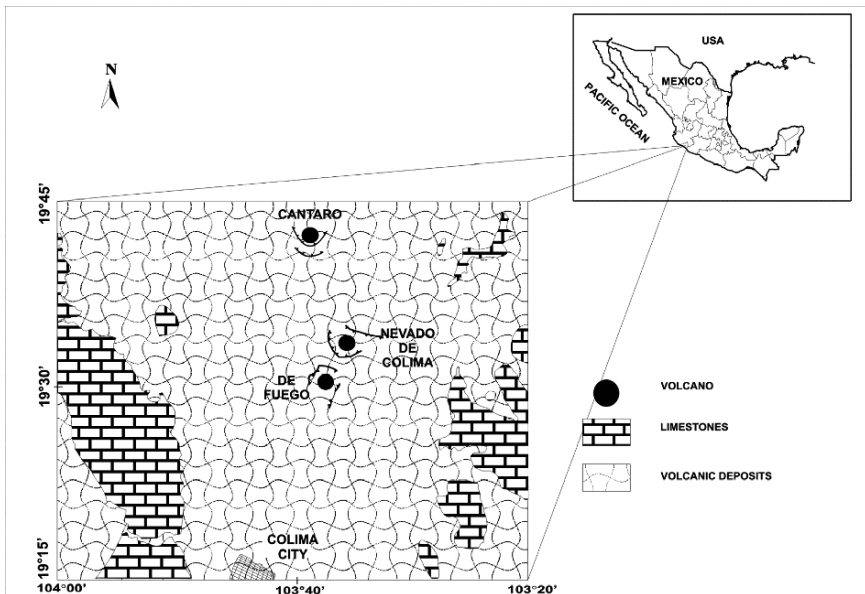 N
USA
MEXICO
PACIFIC OCEAN
19°45'
CANTARO
NEVADO
DE
COLIMA
19°30'
DE
FUEGO
VOLCANO
LIMESTONES
VOLCANIC DEPOSITS
COLIMA
CITY
19°15'
104°00'
103°40'
103°20'